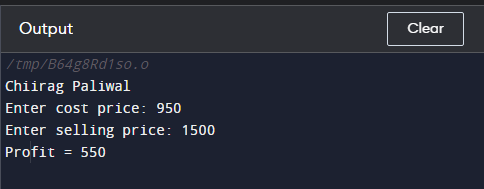 Output
Clear
/tmp/B64g8Rd1so.o
Chiirag Paliwal
Enter cost price: 950
Enter selling price: 1500
Profit = 550